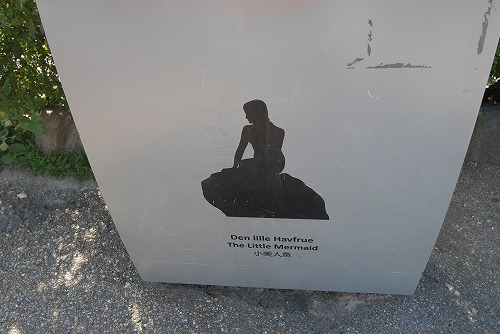 Den lille Havfrue
The Little Mermaid
小美人鱼